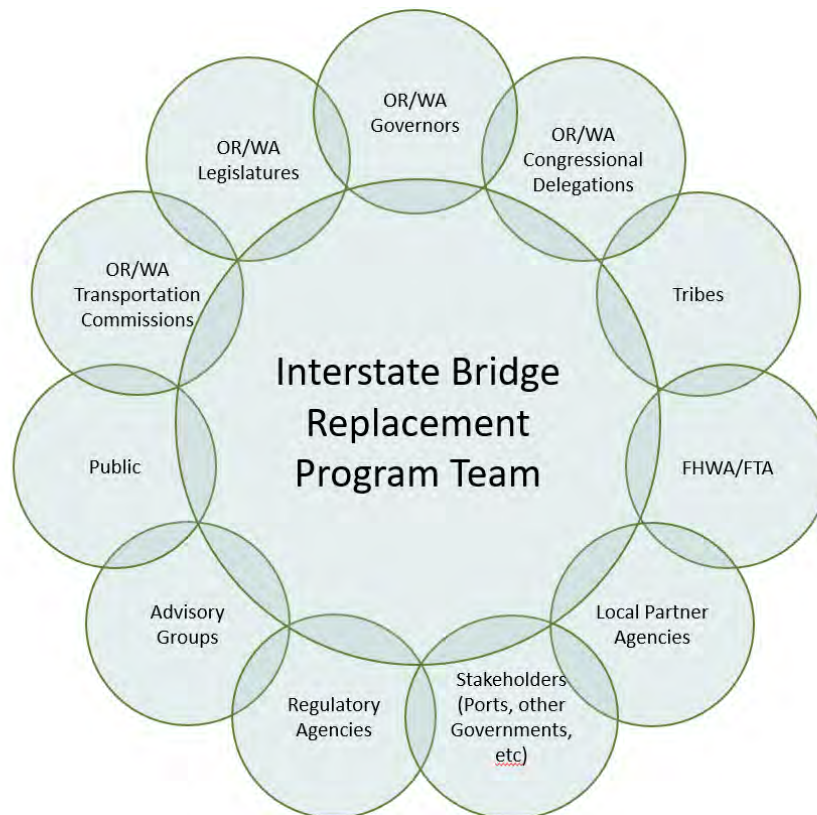 OR/WA
Governors
OR/WA
Congressional
Delegations
Tribes
FHWA/FTA
Local Partner
Agencies
Stakeholders
(Ports, other
Governments,
etc)
Regulatory
Agencies
Advisory
Groups
Public
OR/WA
Transportation
Commissions
OR/WA
Legislatures
Interstate Bridge
Replacement
Program Team